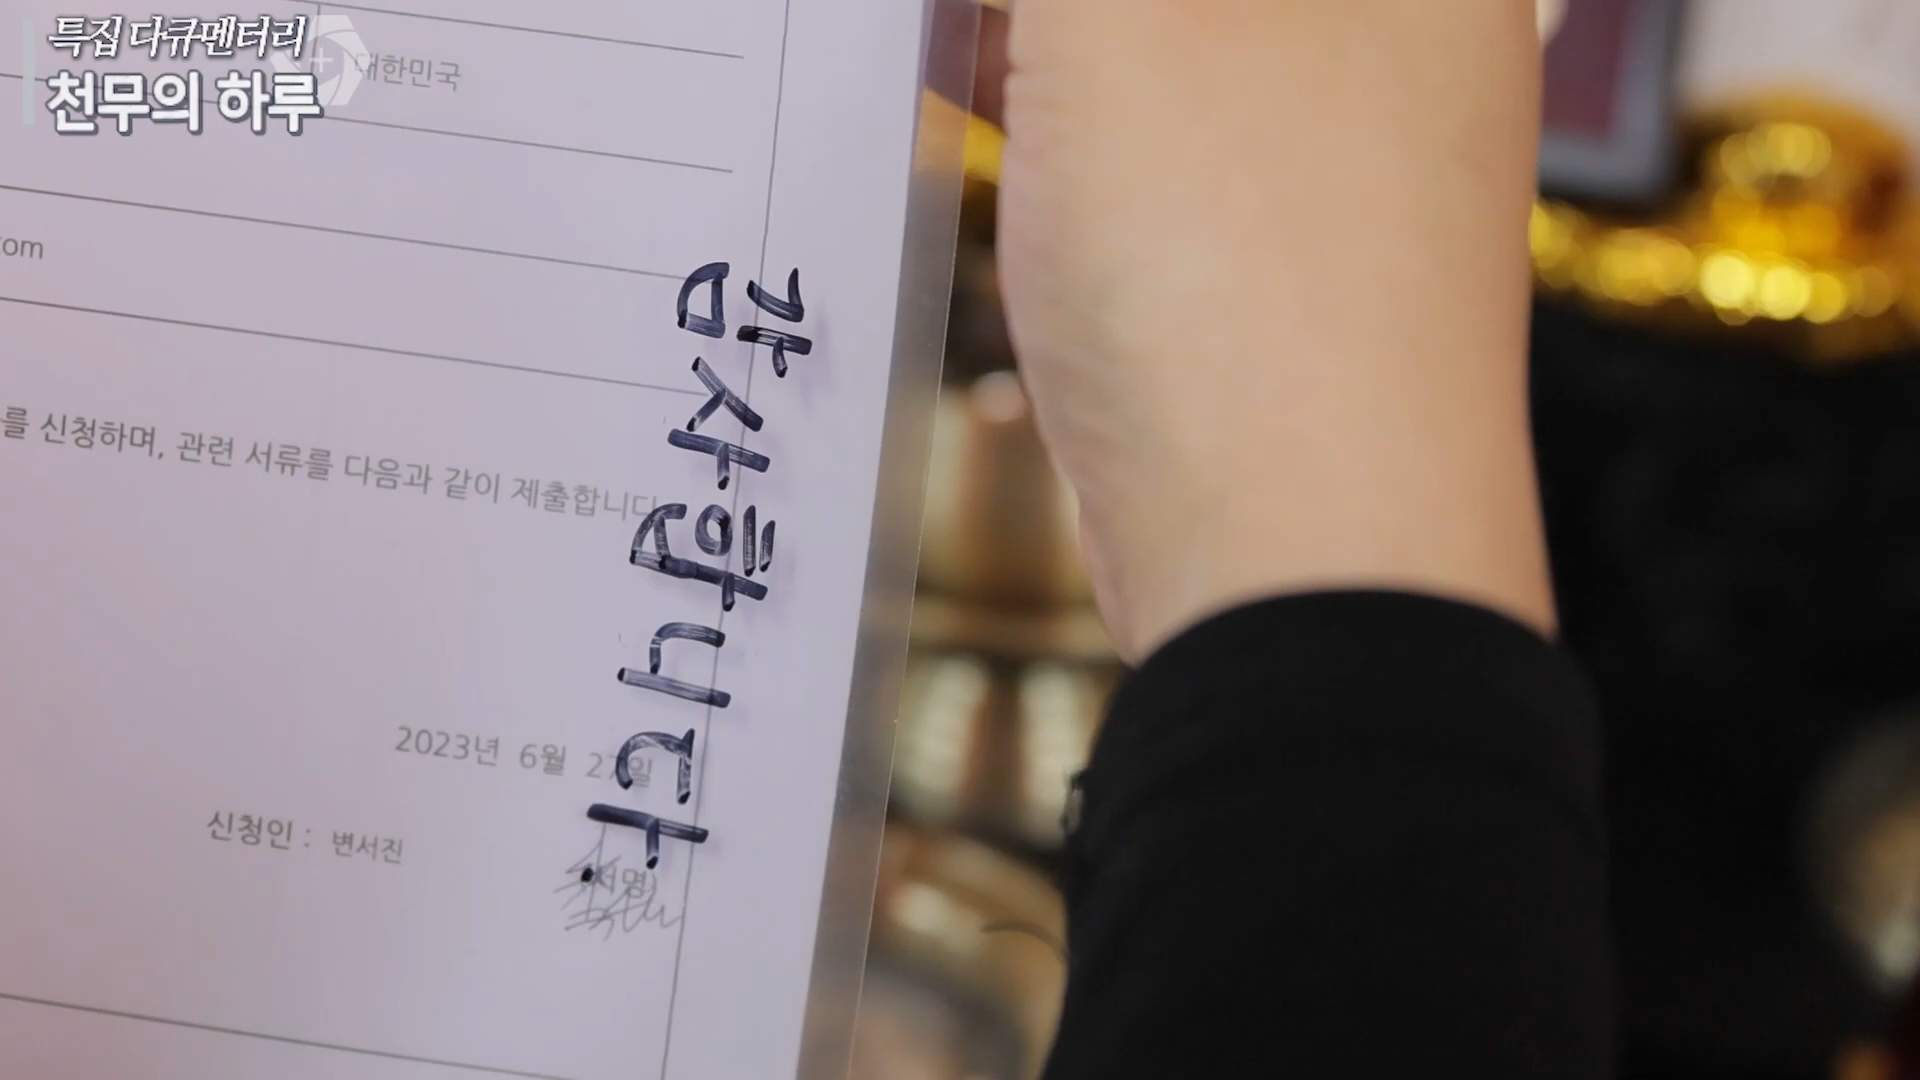 특집 다큐멘터리
천무의 하루
대한민국
com
를 신청하며, 관련 서류를 다음과 같이 제출합니다
감사합니다.
2023년 6월 27일
신청인 : 변서진
(서명)